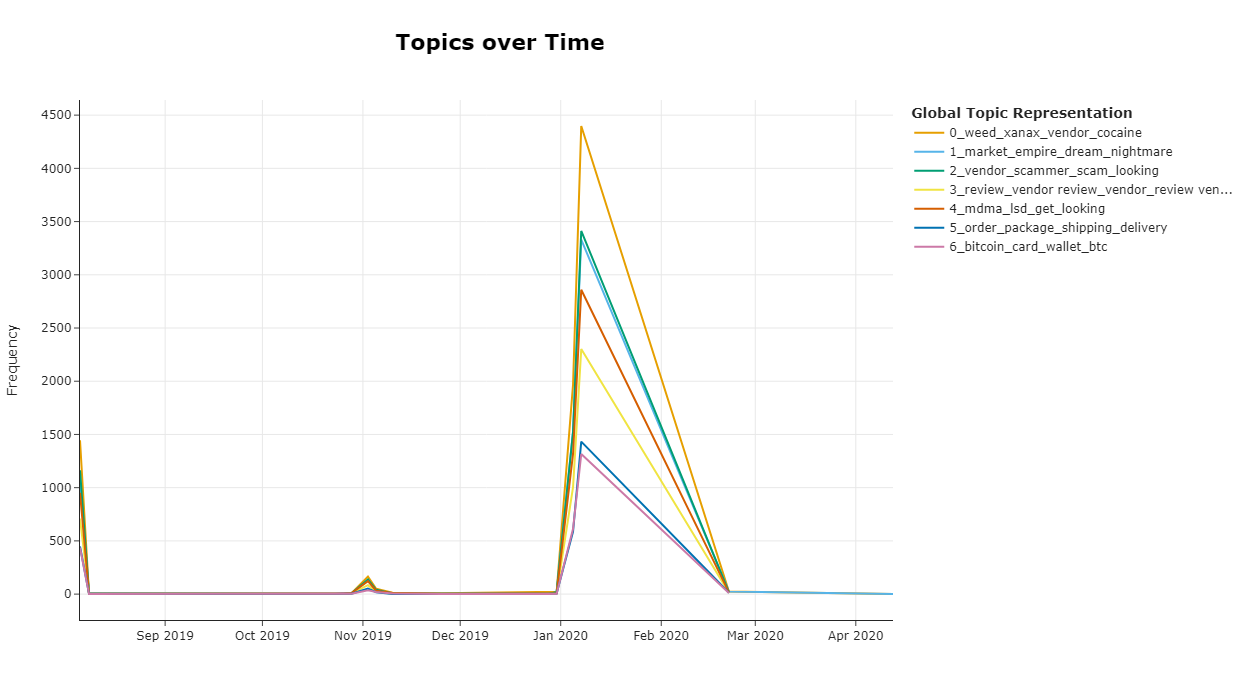 Topics over Time
Global Topic Representation
0_weed_xanax_vendor_cocaine
1_market_empire_dream_nightmare
2_vendor_scammer_scam_looking
3_review_vendor review_vendor_review ven...
4_mdma_lsd_get_looking
5_order_package_shipping_delivery
6_bitcoin_card_wallet_btc
Frequency
4500
4000
3500
3000
2500
2000
1500
1000
500
0
Sep 2019 Oct 2019 Nov 2019 Dec 2019 Jan 2020 Feb 2020 Mar 2020 Apr 2020